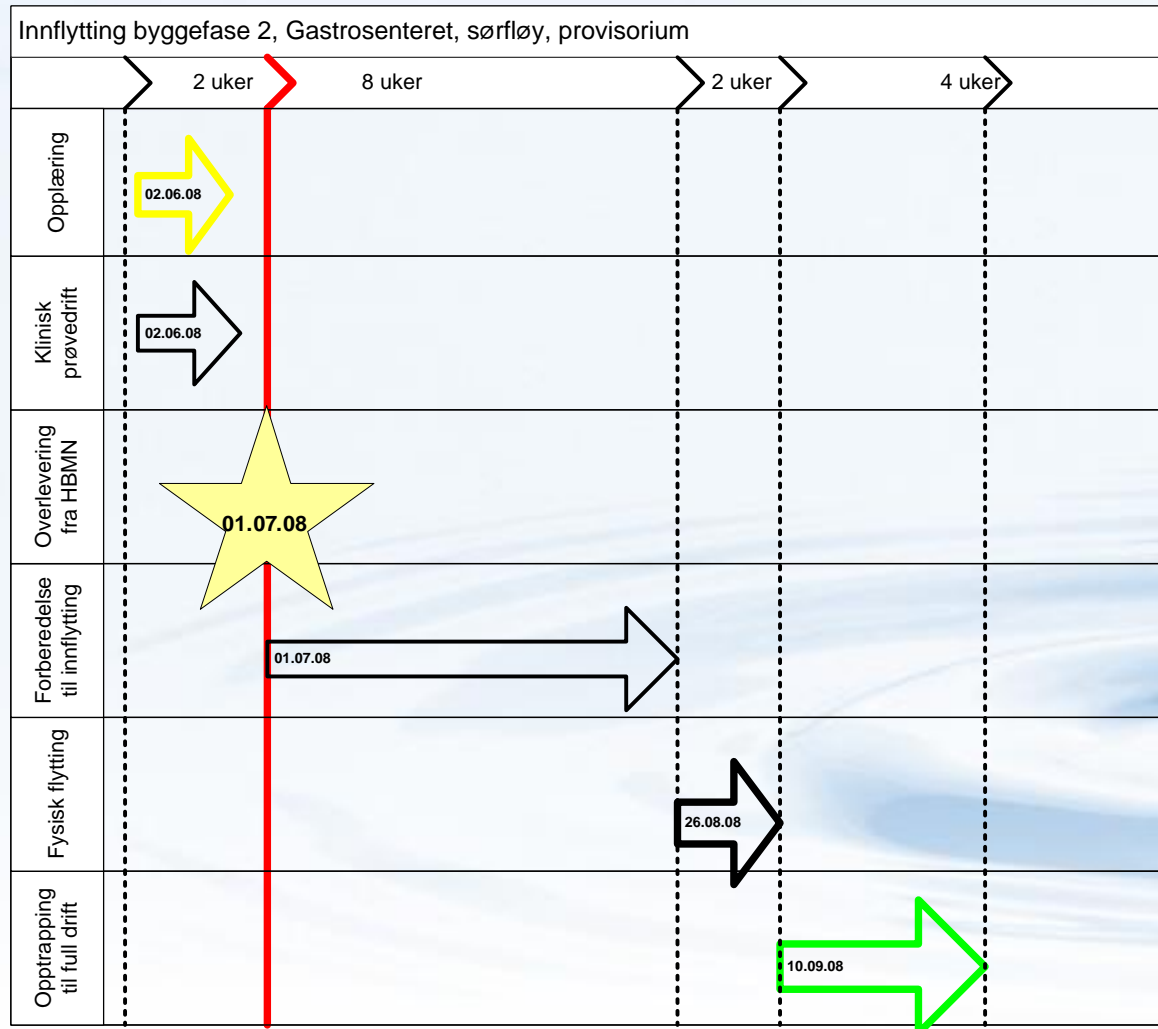 Innflytting byggefase 2, Gastrosenteret, sørfløy, provisorium
2 uker
8 uker
2 uker
4 uker
Opplæring
02.06.08
Klinisk
prøvedrift
02.06.08
Overlevering
fra HBMN
01.07.08
Forberedelse
til innflytting
01.07.08
Fysisk flytting
26.08.08
Opptrapping
til full drift
10.09.08